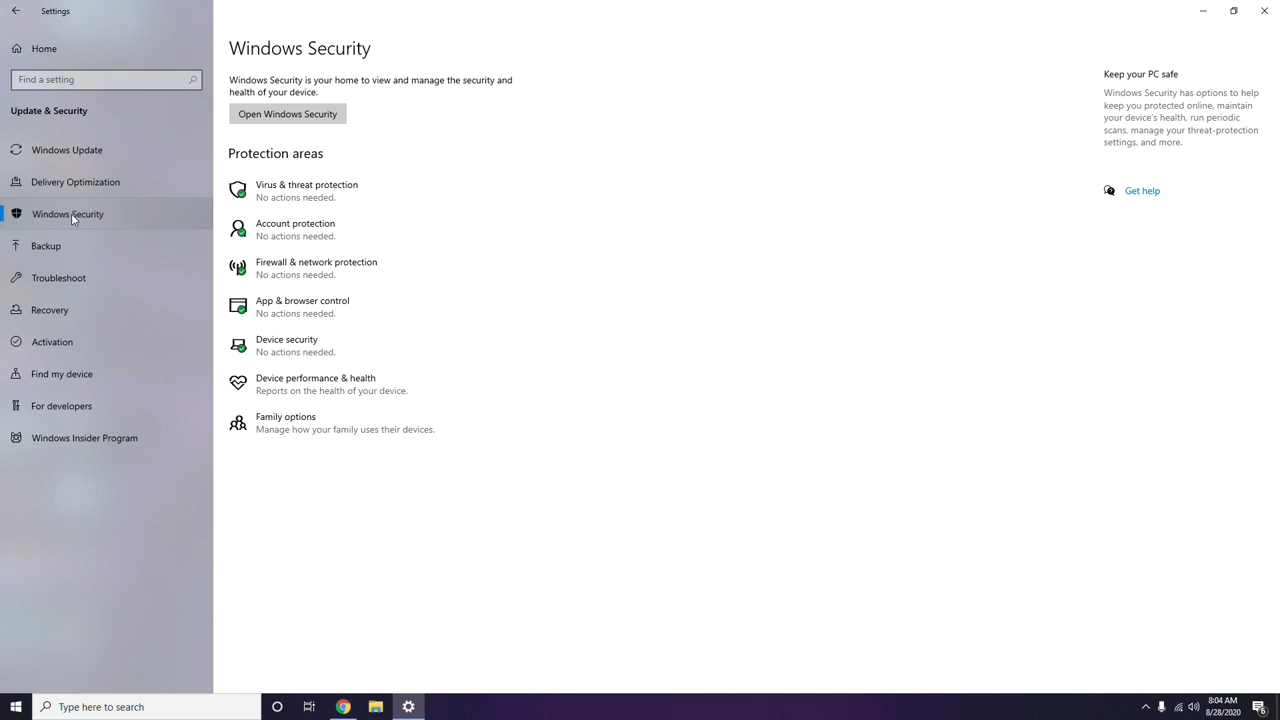 Settings
Home
Find a setting
Update & Security
Windows Update
Delivery Optimization
Windows Security
Backup
Troubleshoot
Recovery
Activation
Find my device
For developers
Windows Insider Program
Windows Security
Windows Security is your home to view and manage the security and
health of your device.
Open Windows Security
Protection areas
Virus & threat protection
No actions needed.
Account protection
No actions needed.
Firewall & network protection
No actions needed.
App & browser control
No actions needed.
Device security
No actions needed.
Device performance & health
Reports on the health of your device.
Family options
Manage how your family uses their devices.
Keep your PC safe
Windows Security has options to help
keep you protected online, maintain
your device's health, run periodic
scans, manage your threat-protection
settings, and more.
Get help
Type here to search
8:04 AM
8/28/2020
6